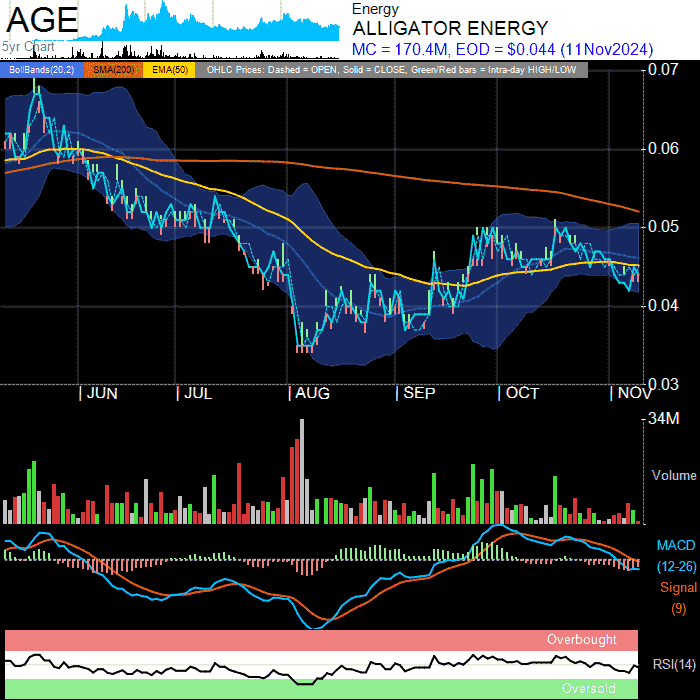 AGE
5yr Chart
Energy
ALLIGATOR ENERGY
MC = 170.4M, EOD = $0.044 (11Nov2024)
BollBands(20,2) SMA(200) EMA(50) OHLC Prices: Dashed = OPEN, Solid = CLOSE, Green/Red bars = Intra-day HIGH/LOW
0.07
0.06
0.05
0.04
0.03
JUN JUL AUG SEP OCT NOV
34M
Volume
MACD
(12-26)
Signal
(9)
Overbought
RSI(14)
Oversold